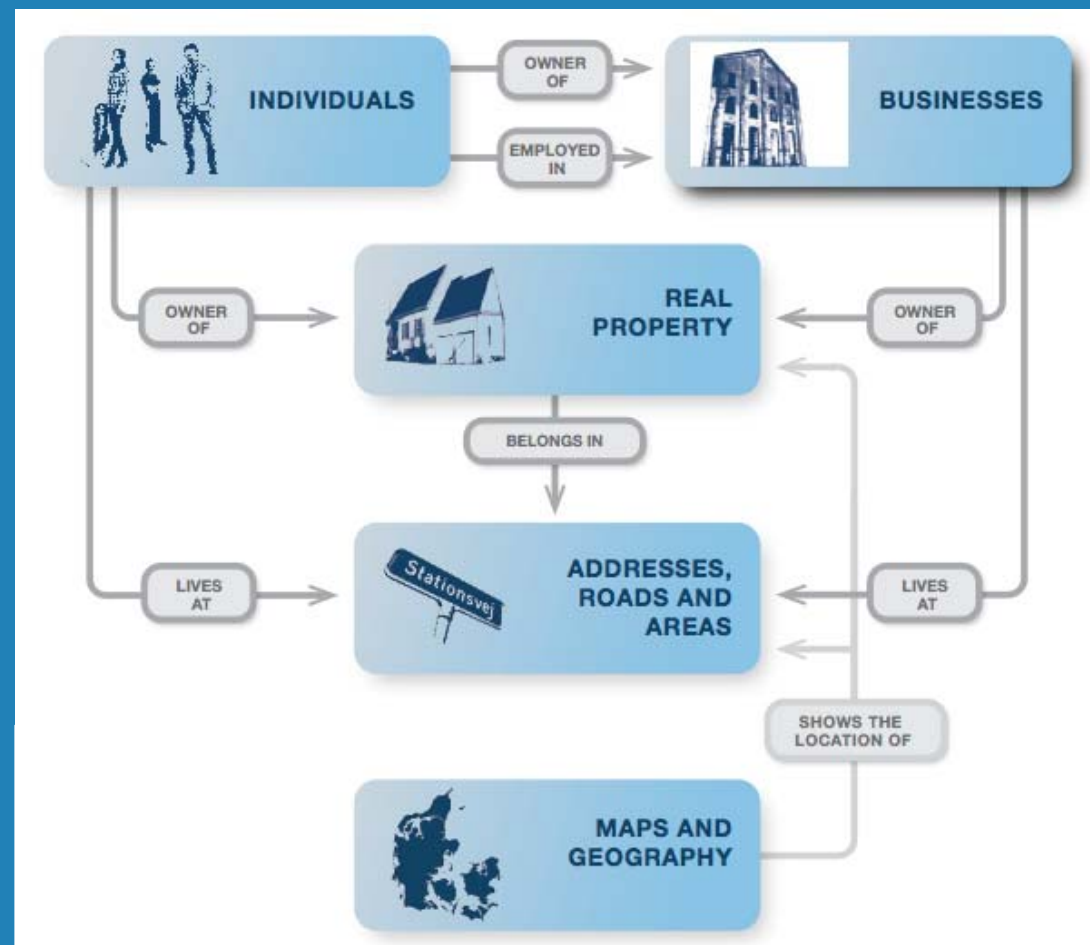 INDIVIDUALS
OWNER
OF
EMPLOYED
IN
BUSINESSES
OWNER
OF
REAL
PROPERTY
OWNER
OF
BELONGS IN
LIVES
AT
Stationsvej
ADDRESSES,
ROADS AND
AREAS
LIVES
AT
SHOWS THE
LOCATION OF
MAPS AND
GEOGRAPHY